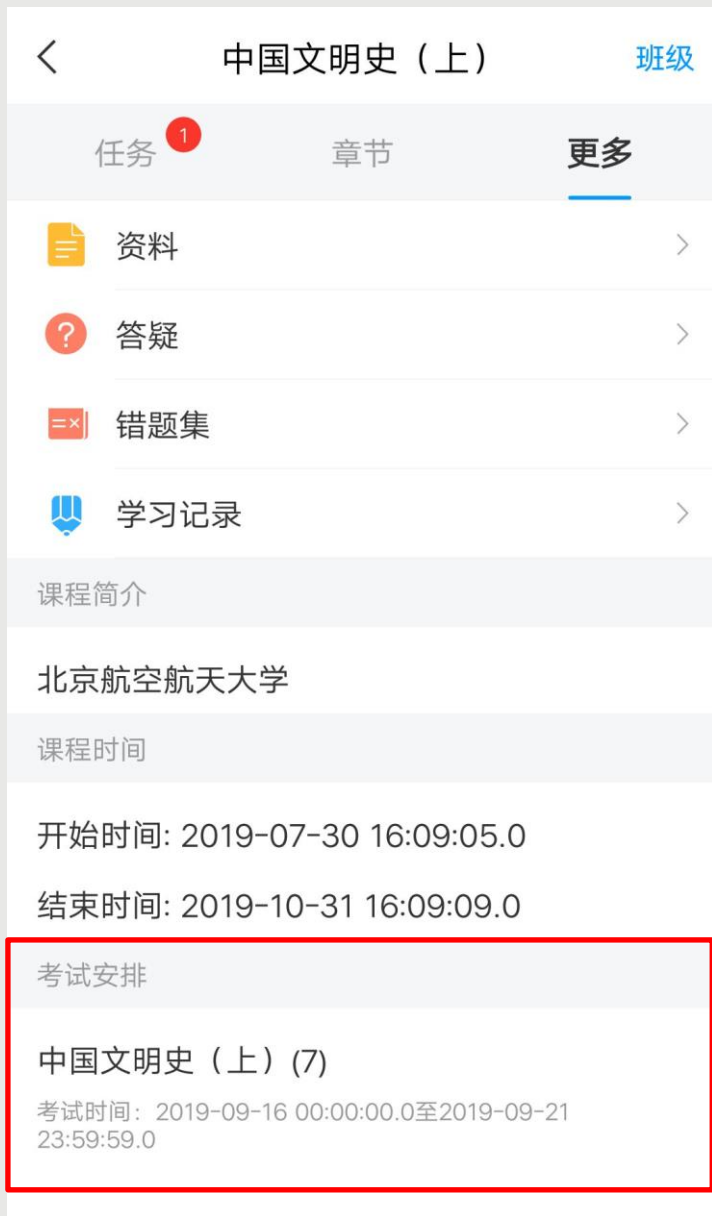 中国文明史（上）
班级
任务
1
章节
更多
资料
?
答疑
=×
错题集
学习记录
课程简介
北京航空航天大学
课程时间
开始时间: 2019-07-30 16:09:05.0
结束时间: 2019-10-31 16:09:09.0
考试安排
中国文明史（上）(7)
考试时间：2019-09-16 00:00:00.0至2019-09-21
23:59:59.0